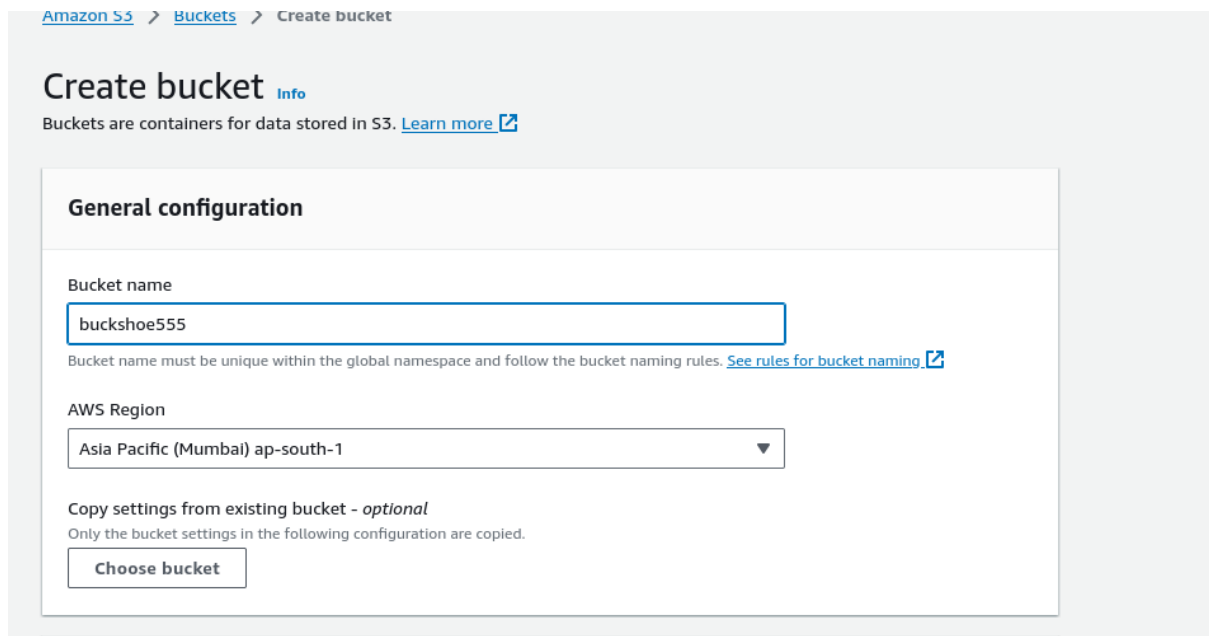 Amazon S3 > Buckets > Create bucket
Create bucket Info
Buckets are containers for data stored in S3. Learn more
General configuration
Bucket name
buckshoe555
Bucket name must be unique within the global namespace and follow the bucket naming rules. See rules for bucket naming
AWS Region
Asia Pacific (Mumbai) ap-south-1
Copy settings from existing bucket - optional
Only the bucket settings in the following configuration are copied.
Choose bucket